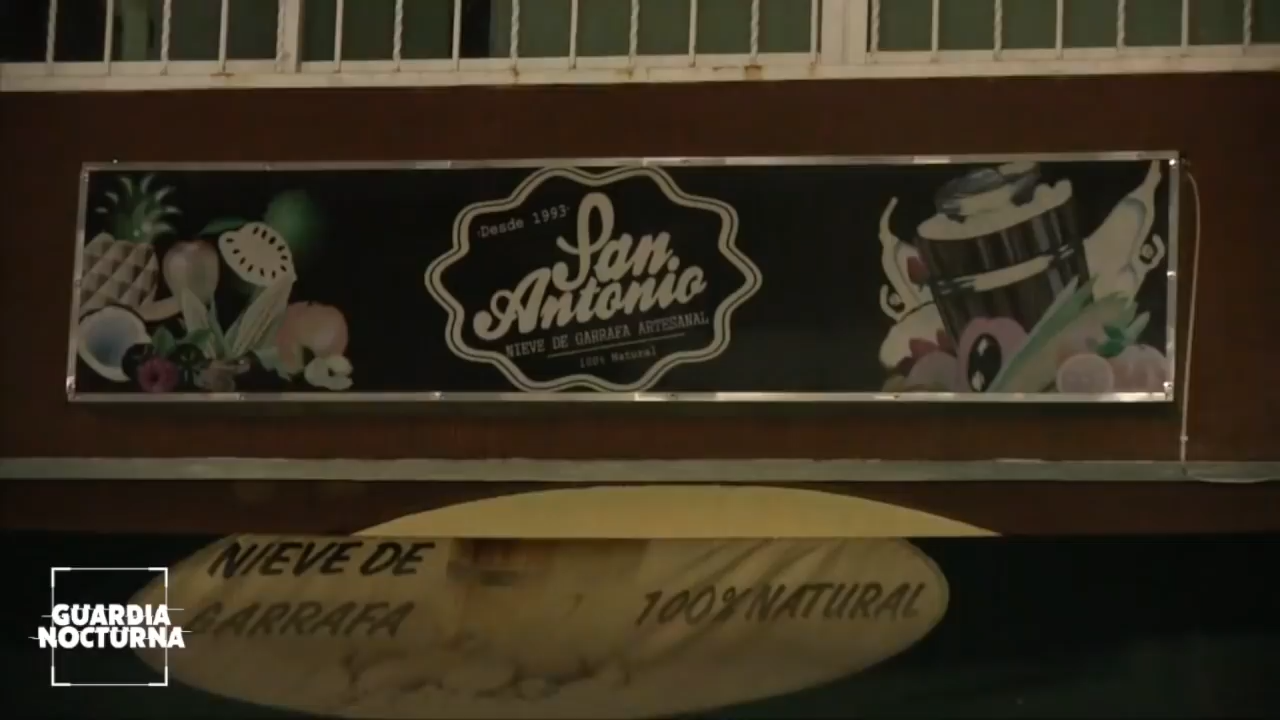 Desde 1993
San
Antonio
NIEVE DE GARRAFA ARTESANAL
100% Natural
NIEVE DE
GARRAFA
100% NATURAL
GUARDIA
NOCTURNA